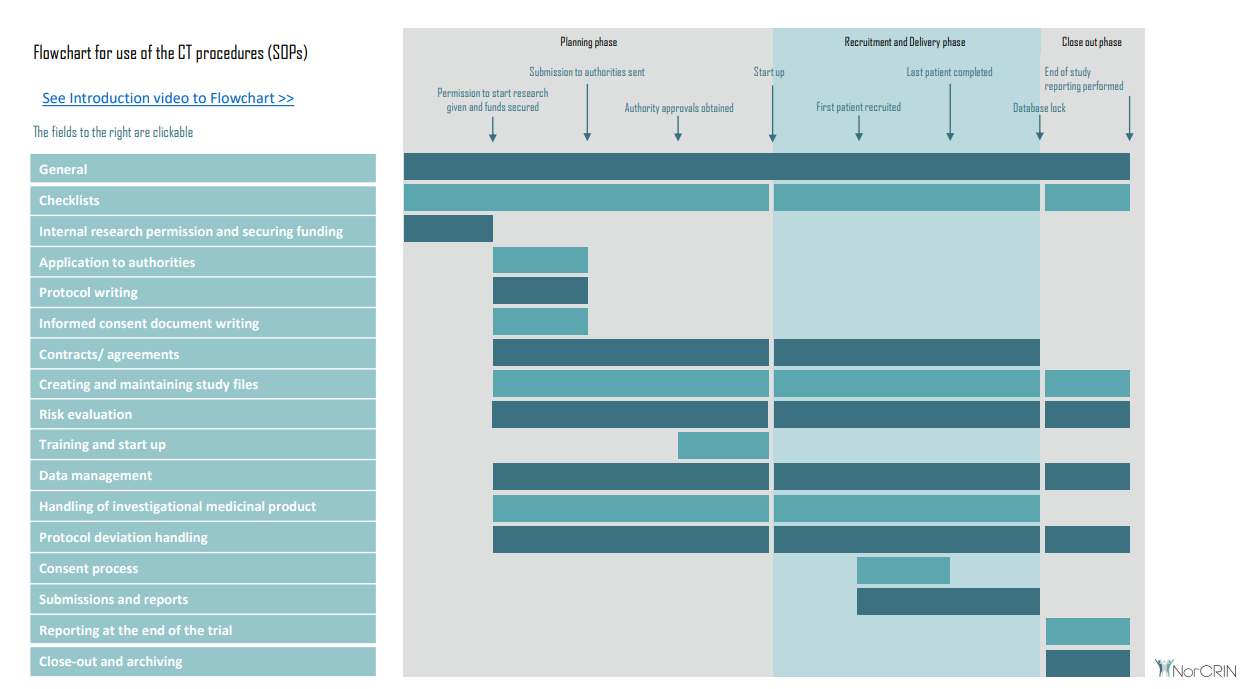 Flowchart for use of the CT procedures (SOPs)
See Introduction video to Flowchart >>
The fields to the right are clickable
Planning phase
Recruitment and Delivery phase
Close out phase
Submission to authorities sent
Start up
Last patient completed
End of study
reporting performed
Permission to start research
given and funds secured
Authority approvals obtained
First patient recruited
Database lock
General
Checklists
Internal research permission and securing funding
Application to authorities
Protocol writing
Informed consent document writing
Contracts/ agreements
Creating and maintaining study files
Risk evaluation
Training and start up
Data management
Handling of investigational medicinal product
Protocol deviation handling
Consent process
Submissions and reports
Reporting at the end of the trial
Close-out and archiving
NorCRIN